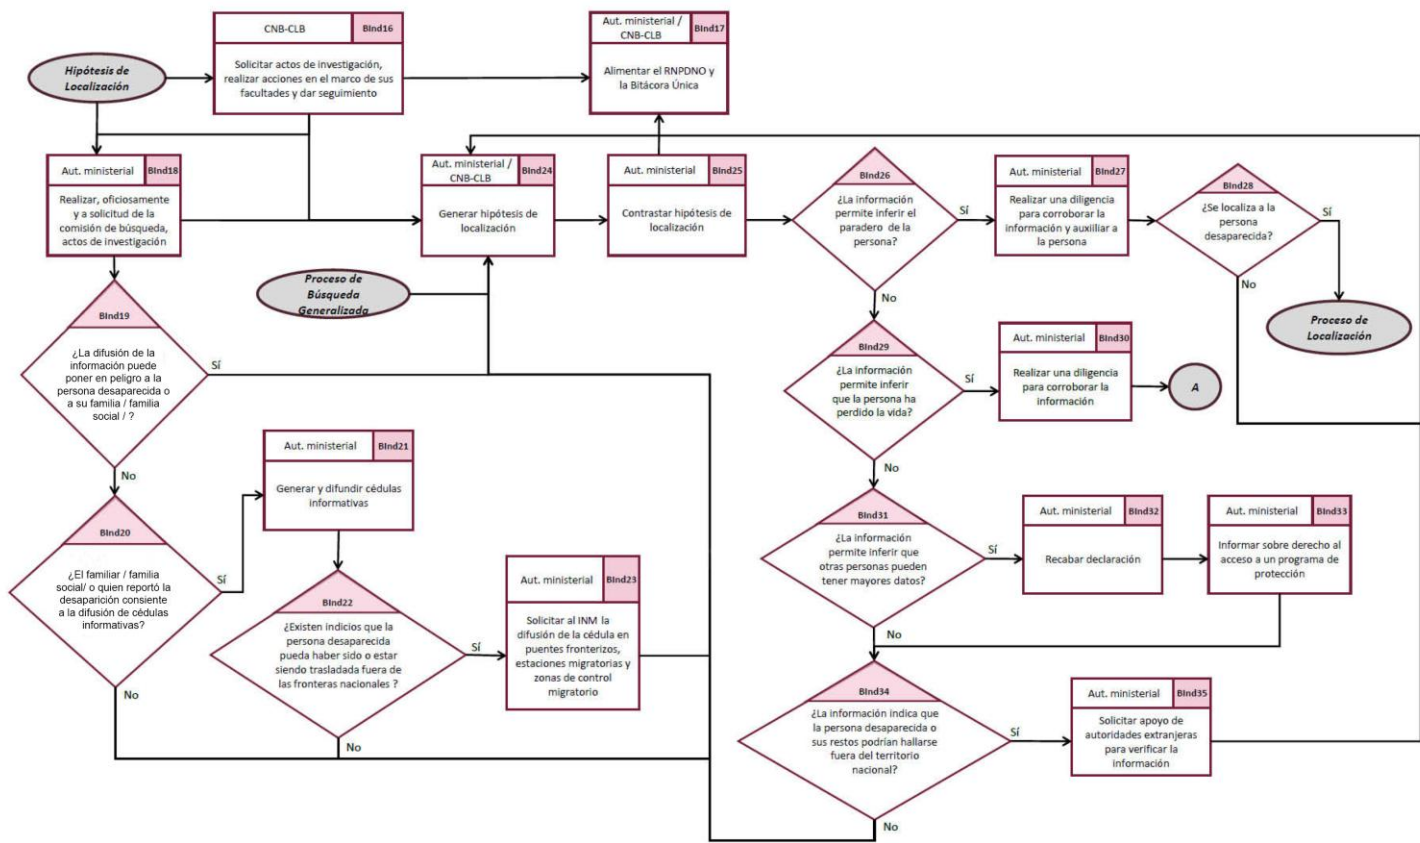 Hipótesis de
Localización
CNB-CLB
BInd16
Solicitar actos de investigación,
realizar acciones en el marco de sus
facultades y dar seguimiento
Aut. ministerial /
CNB-CLB
BInd17
Alimentar el RNPDNO y
la Bitácora Única
Aut. ministerial
BInd18
Realizar, oficiosamente
y a solicitud de la
comisión de búsqueda,
actos de investigación
Aut. ministerial /
CNB-CLB
BInd24
Generar hipótesis de
localización
Aut. ministerial
BInd25
Contrastar hipótesis de
localización
BInd26
¿La información
permite inferir el
paradero de la
persona?
Sí
No
Aut. ministerial
BInd27
Realizar una diligencia
para corroborar la
información y auxiliar a
la persona
BInd28
¿Se localiza a la
persona
desaparecida?
Sí
No
Proceso de
Localización
Proceso de
Búsqueda
Generalizada
BInd19
¿La difusión de la
información puede
poner en peligro a la
persona desaparecida o
a su familia / familia
social / ?
Sí
No
BInd29
¿La información
permite inferir
que la persona ha
perdido la vida?
Sí
No
Aut. ministerial
BInd30
Realizar una diligencia
para corroborar la
información
A
BInd20
¿El familiar / familia
social/ o quien reportó la
desaparición consiente
a la difusión de cédulas
informativas?
Sí
No
Aut. ministerial
BInd21
Generar y difundir cédulas
informativas
BInd22
¿Existen indicios que la
persona desaparecida
pueda haber sido o estar
siendo trasladada fuera de
las fronteras nacionales ?
Sí
No
Aut. ministerial
BInd23
Solicitar al INM la
difusión de la cédula en
puentes fronterizos,
estaciones migratorias y
zonas de control
migratorio
BInd31
¿La información
permite inferir que
otras personas pueden
tener mayores datos?
Sí
No
Aut. ministerial
BInd32
Recabar declaración
Aut. ministerial
BInd33
Informar sobre derecho al
acceso a un programa de
protección
BInd34
¿La información indica que
la persona desaparecida o
sus restos podrían hallarse
fuera del territorio
nacional?
Sí
No
Aut. ministerial
BInd35
Solicitar apoyo de
autoridades extranjeras
para verificar la
información